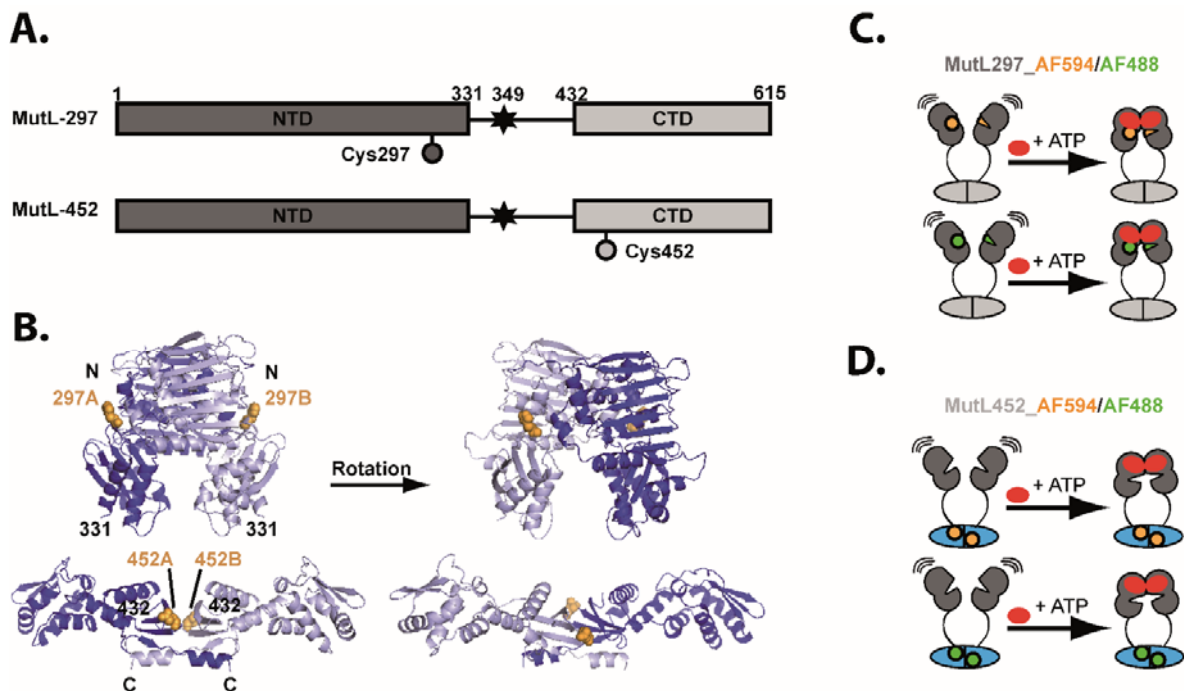 A.
1 331 349 432 615
MutL-297 NTD CTD
Cys297
MutL-452 NTD CTD
Cys452
B.
N N
297A 297B
Rotation
331 331
452A 452B
432 432
C C
C.
MutL297_AF594/AF488
+ ATP
+ ATP
D.
MutL452_AF594/AF488
+ ATP
+ ATP